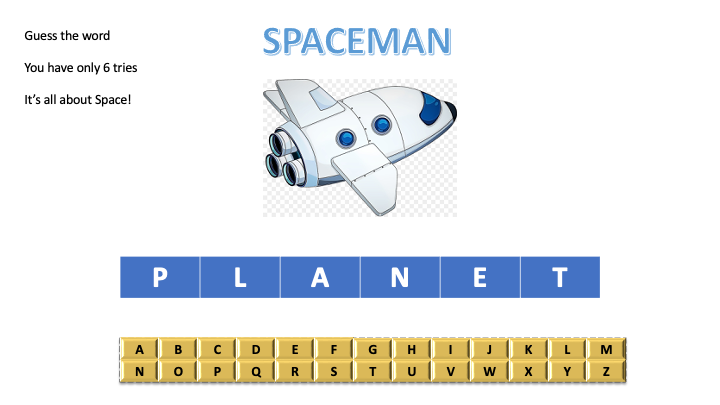 SPACEMAN
Guess the word
You have only 6 tries
It's all about Space!
P L A N E T
A B C D E F G H I J K L M
N O P Q R S T U V W X Y Z